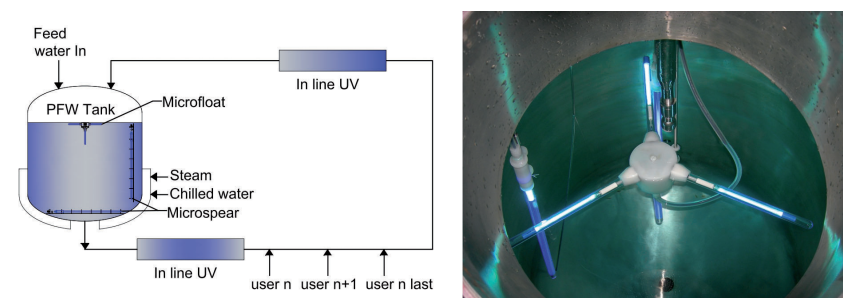 Feed
water In
In line UV
PFW Tank
Microfloat
Steam
Chilled water
Microspear
In line UV
user n
user n+1
user n last